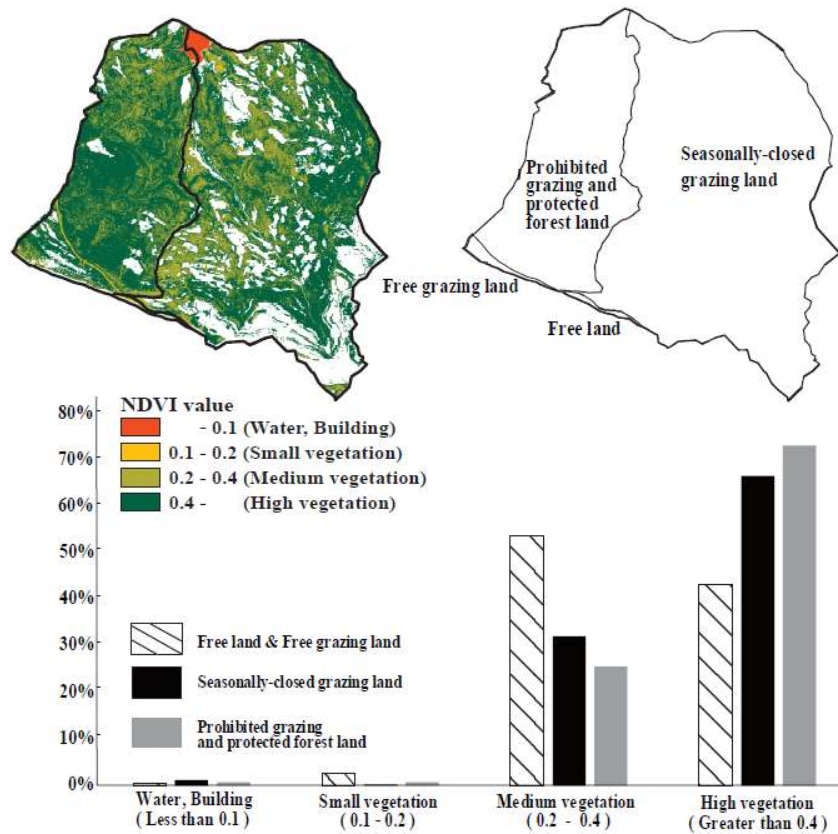 Prohibited
grazing and
protected
forest land
Seasonally-closed
grazing land
Free grazing land
Free land
NDVI value
- 0.1 (Water, Building)
0.1 - 0.2 (Small vegetation)
0.2 - 0.4 (Medium vegetation)
0.4 - (High vegetation)
80%
70%
60%
50%
40%
30%
20%
10%
0%
Free land & Free grazing land
Seasonally-closed grazing land
Prohibited grazing
and protected forest land
Water, Building
( Less than 0.1 )
Small vegetation
( 0.1 - 0.2 )
Medium vegetation
( 0.2 - 0.4 )
High vegetation
( Greater than 0.4 )